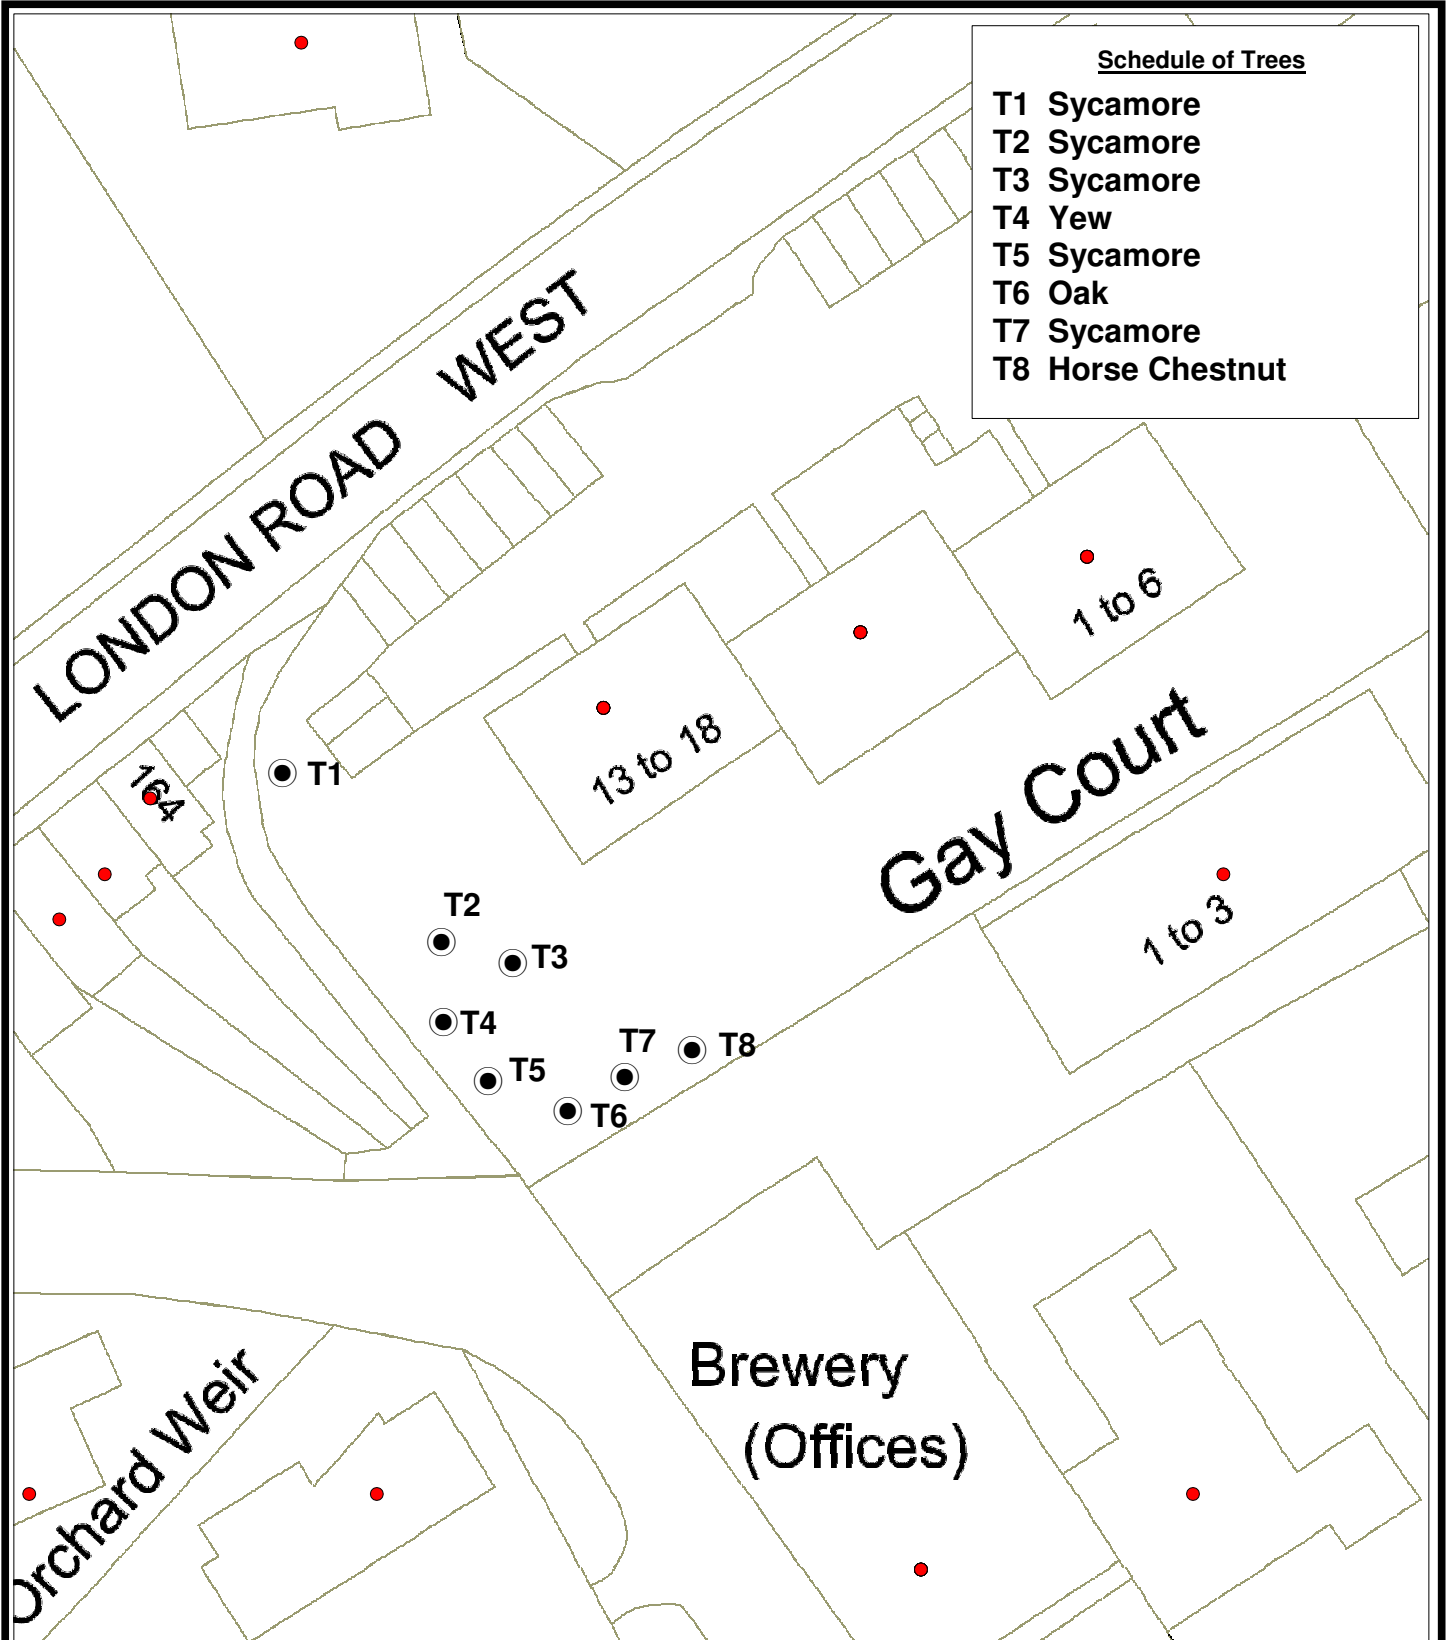 Schedule of Trees
T1 Sycamore
T2 Sycamore
T3 Sycamore
T4 Yew
T5 Sycamore
T6 Oak
T7 Sycamore
T8 Horse Chestnut
LONDON ROAD WEST
1 to 6
13 to 18
Gay Court
164
T1
1 to 3
T2
T3
T4
T5
T7
T8
T6
Brewery
(Offices)
Orchard Weir